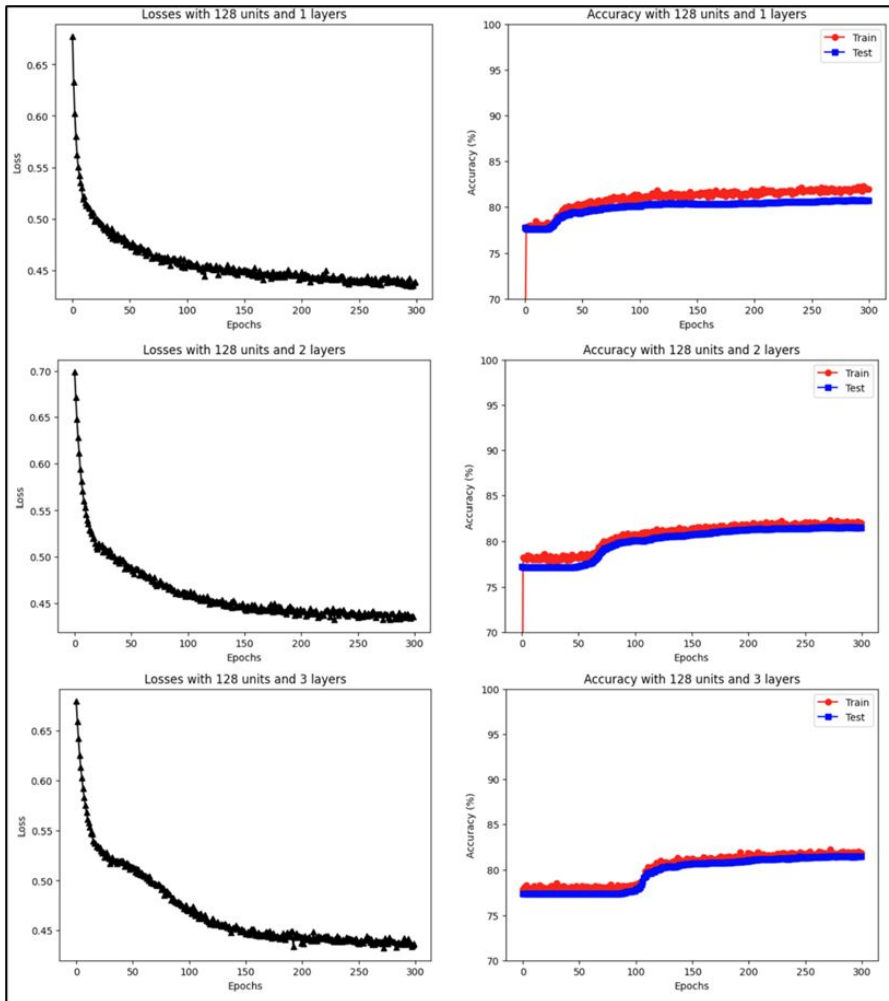 Losses with 128 units and 1 layers
0.65
0.60
0.55
0.50
0.45
Loss
0 50 100 150 200 250 300
Epochs
Accuracy with 128 units and 1 layers
100
95
90
85
80
75
70
Accuracy (%)
Train
Test
0 50 100 150 200 250 300
Epochs
Losses with 128 units and 2 layers
0.70
0.65
0.60
0.55
0.50
0.45
Loss
0 50 100 150 200 250 300
Epochs
Accuracy with 128 units and 2 layers
100
95
90
85
80
75
70
Accuracy (%)
Train
Test
0 50 100 150 200 250 300
Epochs
Losses with 128 units and 3 layers
0.65
0.60
0.55
0.50
0.45
Loss
0 50 100 150 200 250 300
Epochs
Accuracy with 128 units and 3 layers
100
95
90
85
80
75
70
Accuracy (%)
Train
Test
0 50 100 150 200 250 300
Epochs